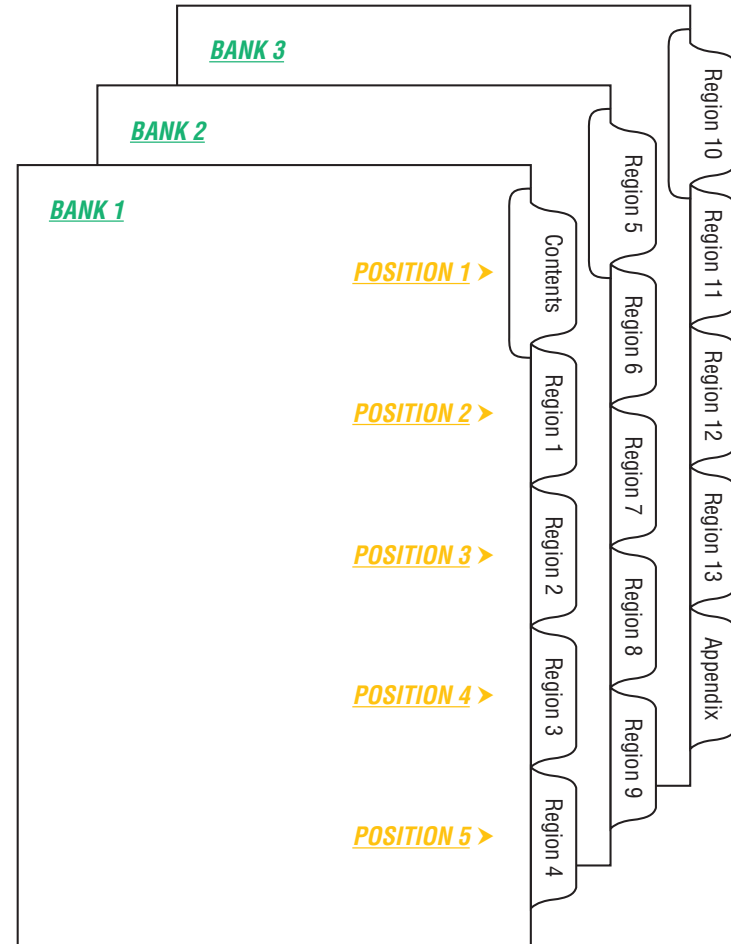 BANK 3
BANK 2
BANK 1
POSITION 1
POSITION 2
POSITION 3
POSITION 4
POSITION 5
Contents
Region 1
Region 2
Region 3
Region 4
Region 5
Region 6
Region 7
Region 8
Region 9
Region 10
Region 11
Region 12
Region 13
Appendix